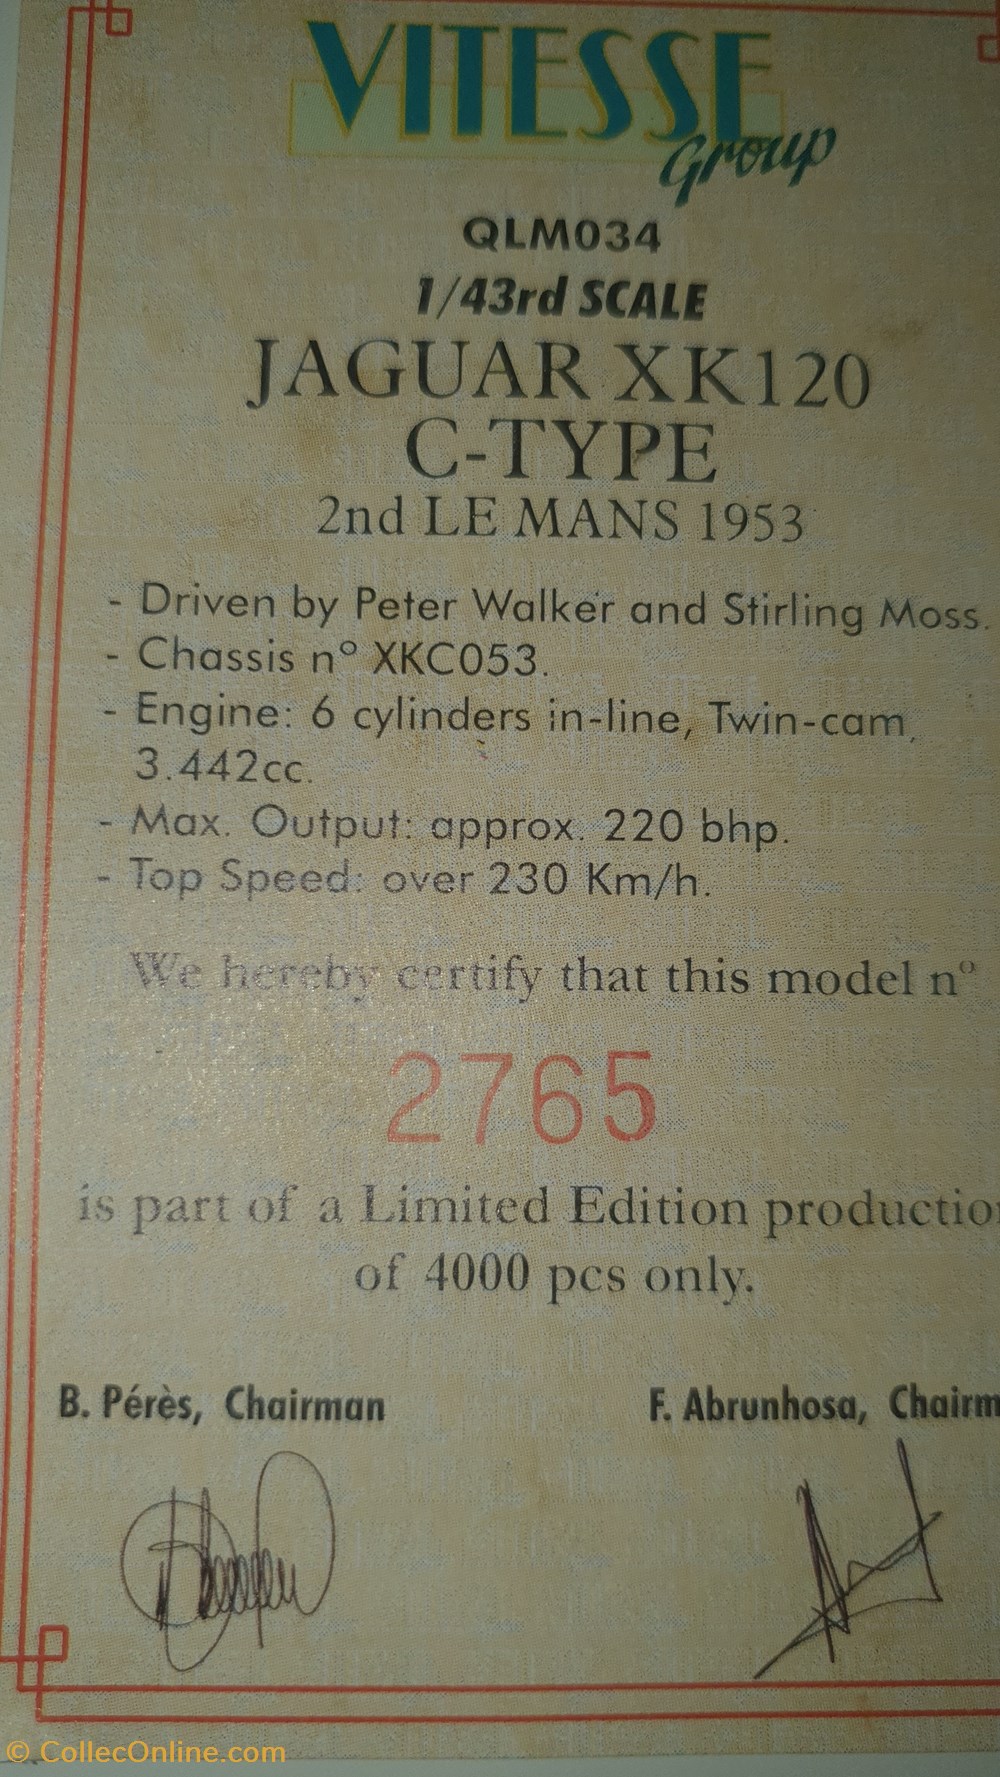 VITESSE
Group
QLM034
1/43rd SCALE
JAGUAR XK120
C-TYPE
2nd LE MANS 1953
- Driven by Peter Walker and Stirling Moss.
- Chassis nº XKC053.
- Engine: 6 cylinders in-line, Twin-cam,
3.442cc.
- Max. Output: approx. 220 bhp.
- Top Speed: over 230 Km/h.
We hereby certify that this model nº
2765
is part of a Limited Edition productio
of 4000 pcs only.
B. Pérès, Chairman F. Abrunhosa, Chairm
© CollecOnline.com